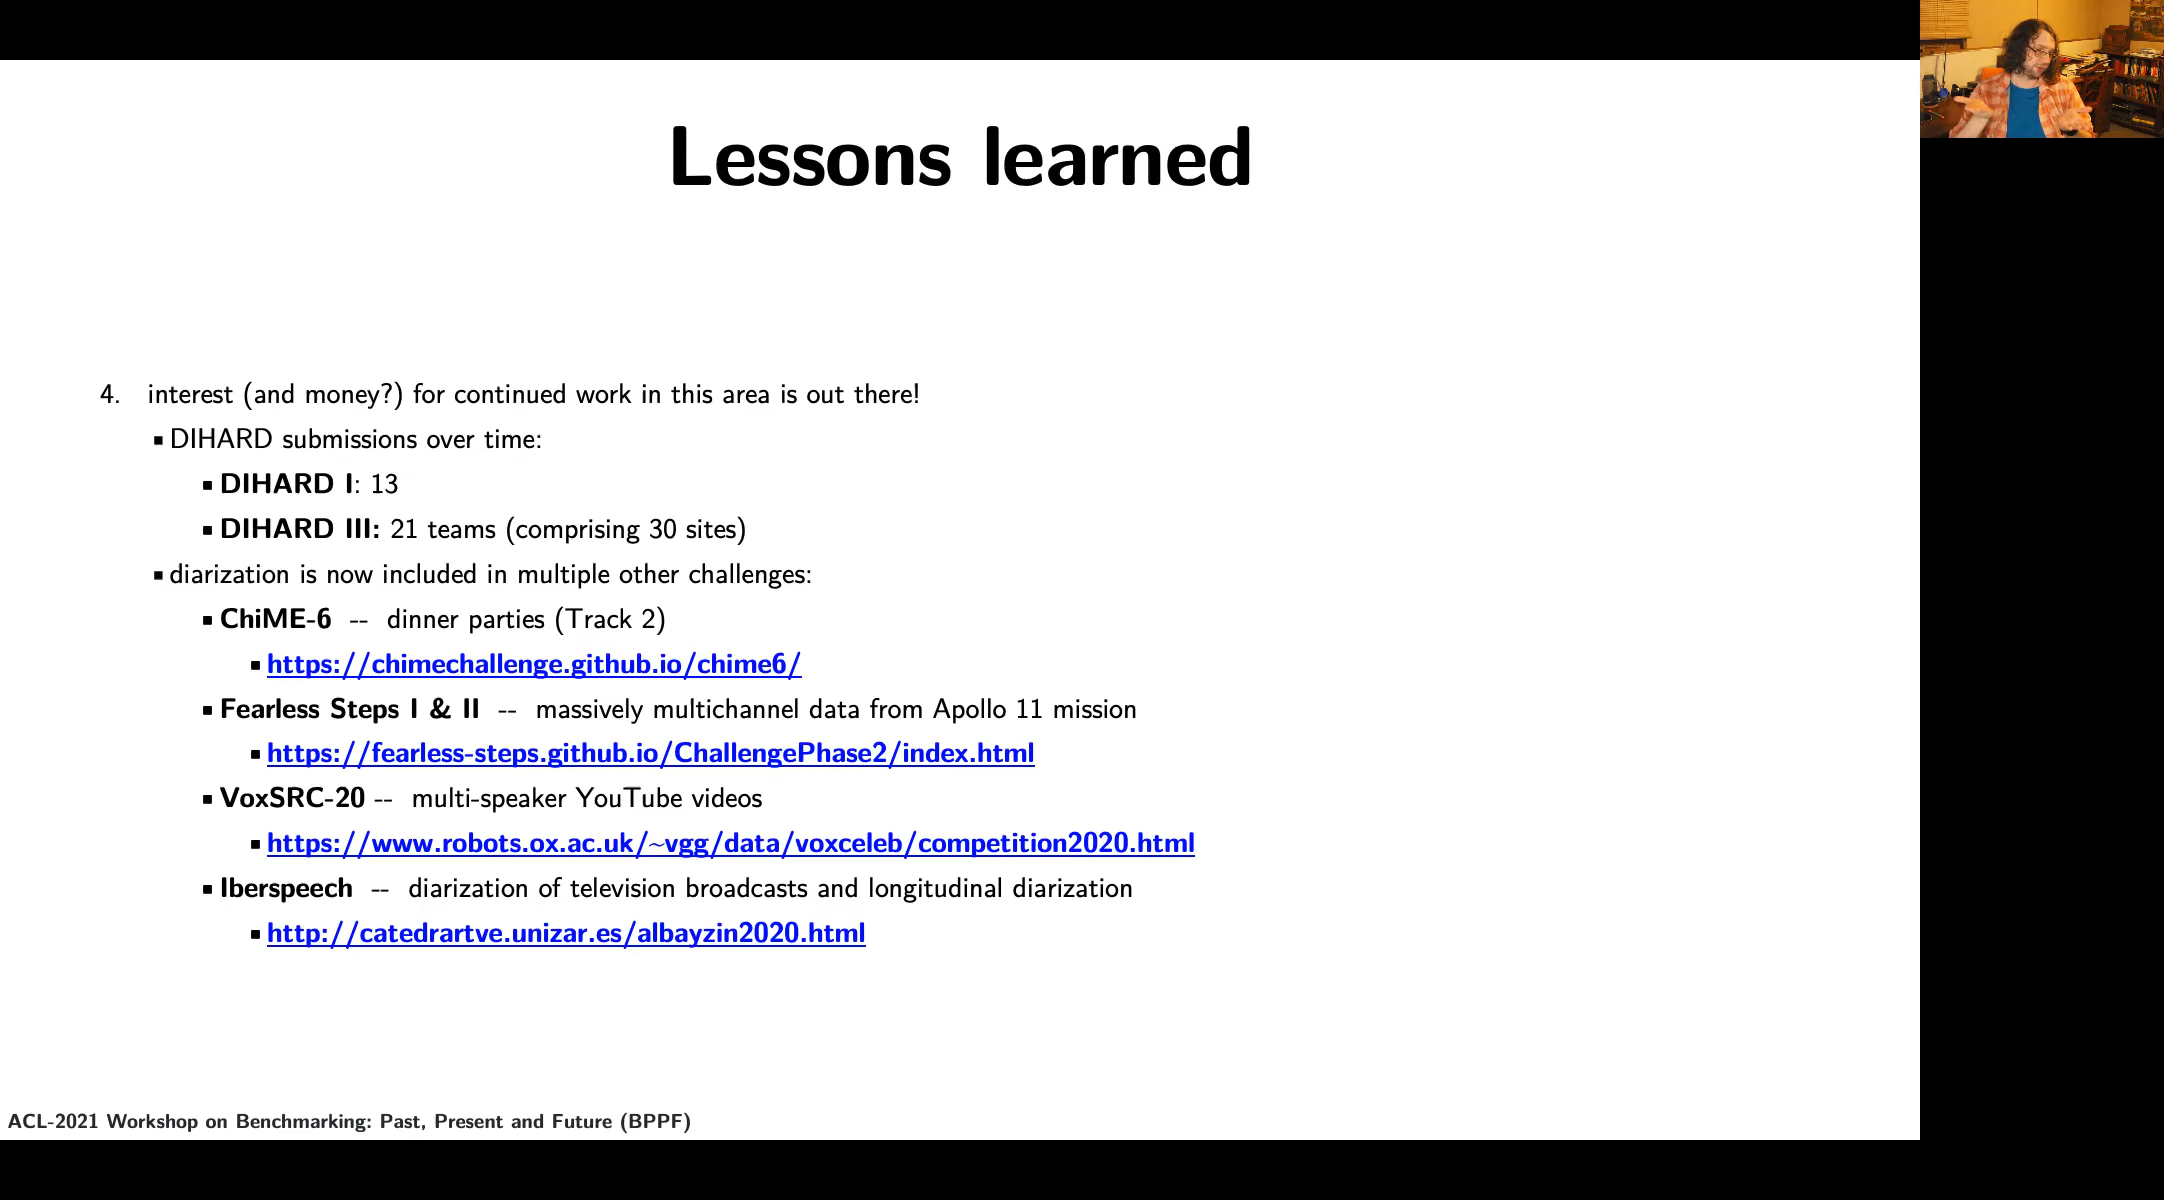 Lessons learned
4. interest (and money?) for continued work in this area is out there!
▪ DIHARD submissions over time:
▪ DIHARD I: 13
▪ DIHARD III: 21 teams (comprising 30 sites)
▪ diarization is now included in multiple other challenges:
▪ ChiME-6 -- dinner parties (Track 2)
▪ https://chimechallenge.github.io/chime6/
▪ Fearless Steps I & II -- massively multichannel data from Apollo 11 mission
▪ https://fearless-steps.github.io/ChallengePhase2/index.html
▪ VoxSRC-20 -- multi-speaker YouTube videos
▪ https://www.robots.ox.ac.uk/~vgg/data/voxceleb/competition2020.html
▪ Iberspeech -- diarization of television broadcasts and longitudinal diarization
▪ http://catedrartve.unizar.es/albayzin2020.html
ACL-2021 Workshop on Benchmarking: Past, Present and Future (BPPF)